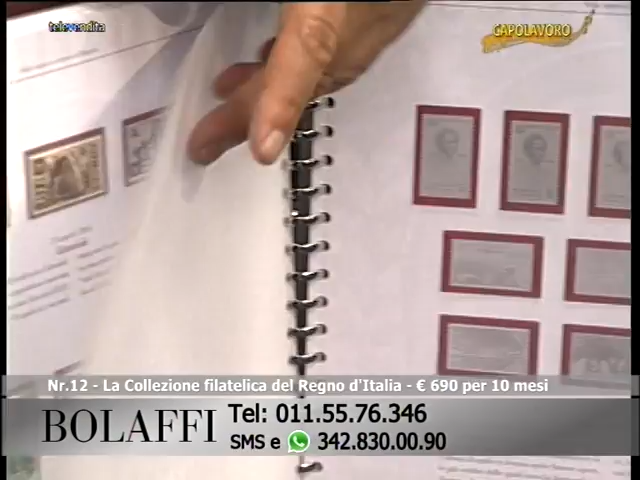 televendita
CAPOLAVORO
Nr.12 - La Collezione filatelica del Regno d'Italia - € 690 per 10 mesi
BOLAFFI
Tel: 011.55.76.346
SMS e 342.830.00.90